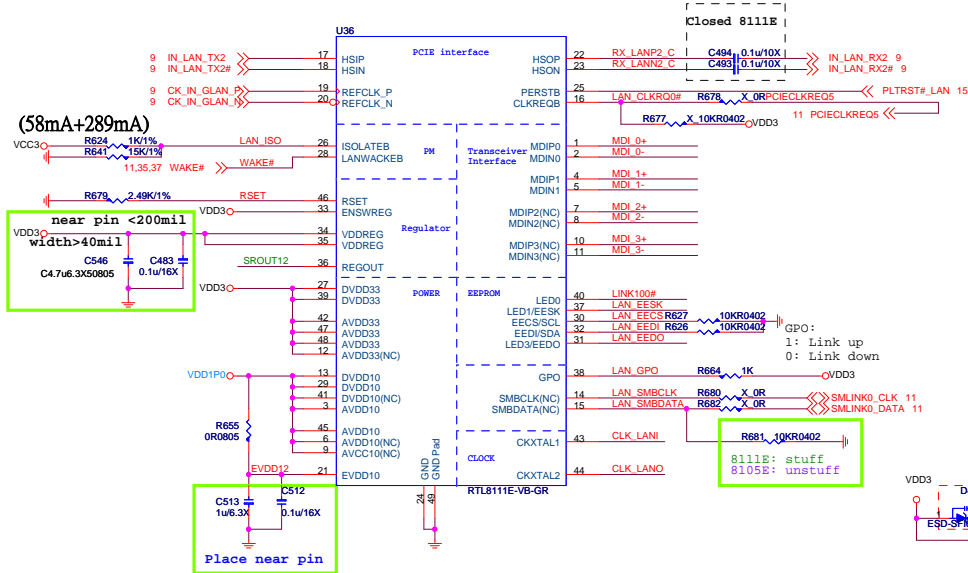 Closed 8111E
U36
PCIE interface
9 IN_LAN_TX2 17 HSIP
9 IN_LAN_TX2# 18 HSIN
9 CK_IN_GLAN_P 19 REFCLK_P
9 CK_IN_GLAN_N 20 REFCLK_N
HSOP 22 RX_LANP2_C C494 0.1u/10X IN_LAN_RX2 9
HSON 23 RX_LANN2_C C493 0.1u/10X IN_LAN_RX2# 9
PERSTB 25 PLTRST#_LAN 15
CLKREQB 16 LAN_CLKRQ0# R678 X_0R PCIECLKREQ5
11 PCIECLKREQ5
R677 X_10KR0402 VDD3
(58mA+289mA)
VCC3 R624 1K/1% LAN_ISO 26 ISOLATEB
R641 15K/1%
11,35,37 WAKE# WAKE# 28 LANWACKEB
PM
Transceiver
Interface
MDIP0 1 MDI_0+
MDIN0 2 MDI_0-
MDIP1 4 MDI_1+
MDIN1 5 MDI_1-
MDIP2(NC) 7 MDI_2+
MDIN2(NC) 8 MDI_2-
MDIP3(NC) 10 MDI_3+
MDIN3(NC) 11 MDI_3-
R679 2.49K/1% RSET 46 RSET
VDD3 33 ENSWREG
Regulator
near pin <200mil
VDD3
width>40mil
C546
C4.7u6.3X50805
C483
0.1u/16X
34 VDDREG
35 VDDREG
SROUT12 36 REGOUT
POWER
EEPROM
VDD3 27 DVDD33
39 DVDD33
42 AVDD33
47 AVDD33
48 AVDD33
12 AVDD33(NC)
LED0 40 LINK100#
LED1/EESK 37 LAN_EESK
EECS/SCL 30 LAN_EECS R627 10KR0402
EEDI/SDA 32 LAN_EEDI R626 10KR0402
LED3/EEDO 31 LAN_EEDO
GPO:
1: Link up
0: Link down
VDD1P0 13 DVDD10
29 DVDD10
41 DVDD10(NC)
3 AVDD10
45 AVDD10
6 AVDD10(NC)
9 AVCC10(NC)
GPO 38 LAN_GPO R664 1K VDD3
SMBCLK(NC) 14 LAN_SMBCLK R680 X_0R SMLINK0_CLK 11
SMBDATA(NC) 15 LAN_SMBDATA R682 X_0R SMLINK0_DATA 11
R681 10KR0402
8111E: stuff
8105E: unstuff
R655
0R0805
EVDD12 21 EVDD10
CLOCK
CKXTAL1 43 CLK_LANI
CKXTAL2 44 CLK_LANO
GND
GND Pad
24
49
RTL8111E-VB-GR
C513
1u/6.3X
C512
0.1u/16X
Place near pin
VDD3